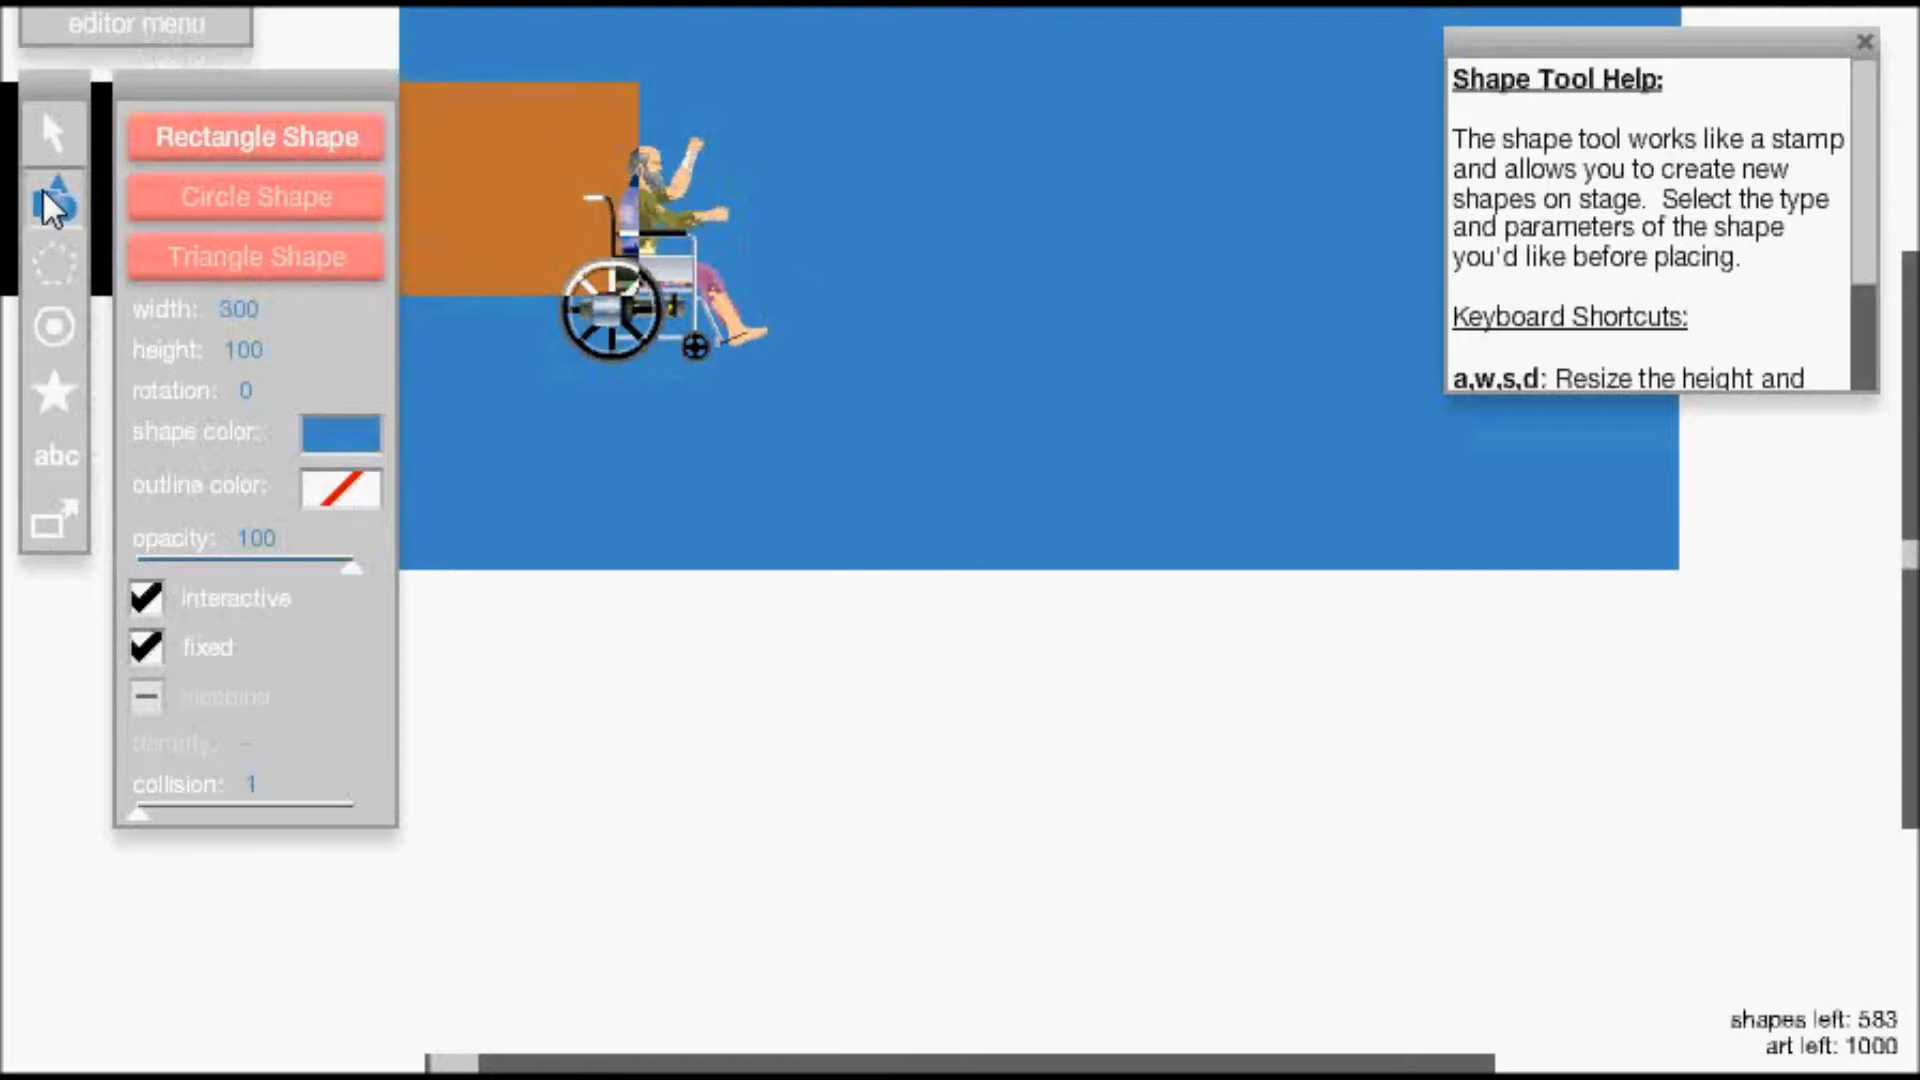 editor menu
Rectangle Shape
Circle Shape
Triangle Shape
width: 300
height: 100
rotation: 0
shape color:
outline color:
opacity: 100
interactive
fixed
density: -
collision: 1
abc
Shape Tool Help:
The shape tool works like a stamp
and allows you to create new
shapes on stage. Select the type
and parameters of the shape
you'd like before placing.
Keyboard Shortcuts:
a,w,s,d: Resize the height and
shapes left: 583
art left: 1000